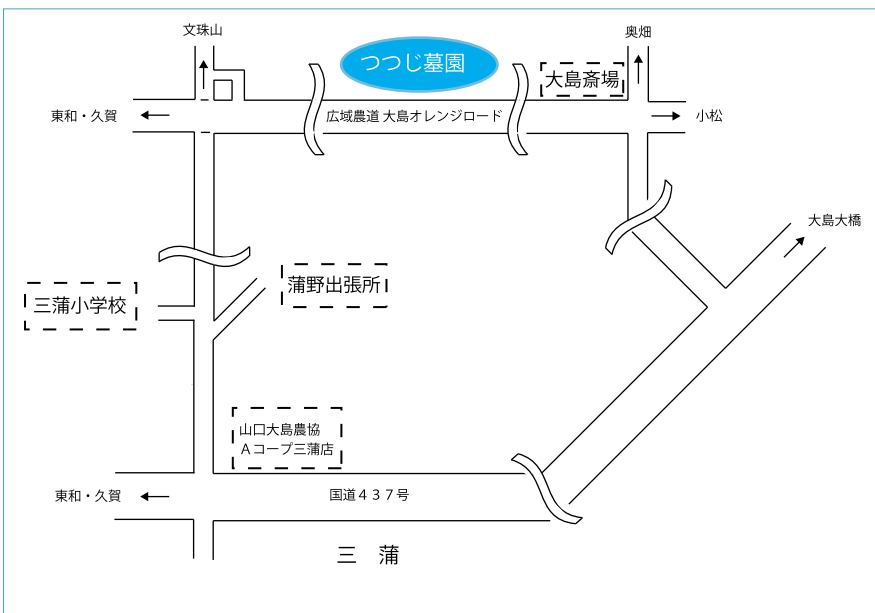 文珠山
奥畑
つつじ墓園
大島斎場
東和・久賀
広域農道 大島オレンジロード
小松
大島大橋
蒲野出張所
三蒲小学校
山口大島農協
Aコープ三蒲店
東和・久賀
国道437号
三 蒲